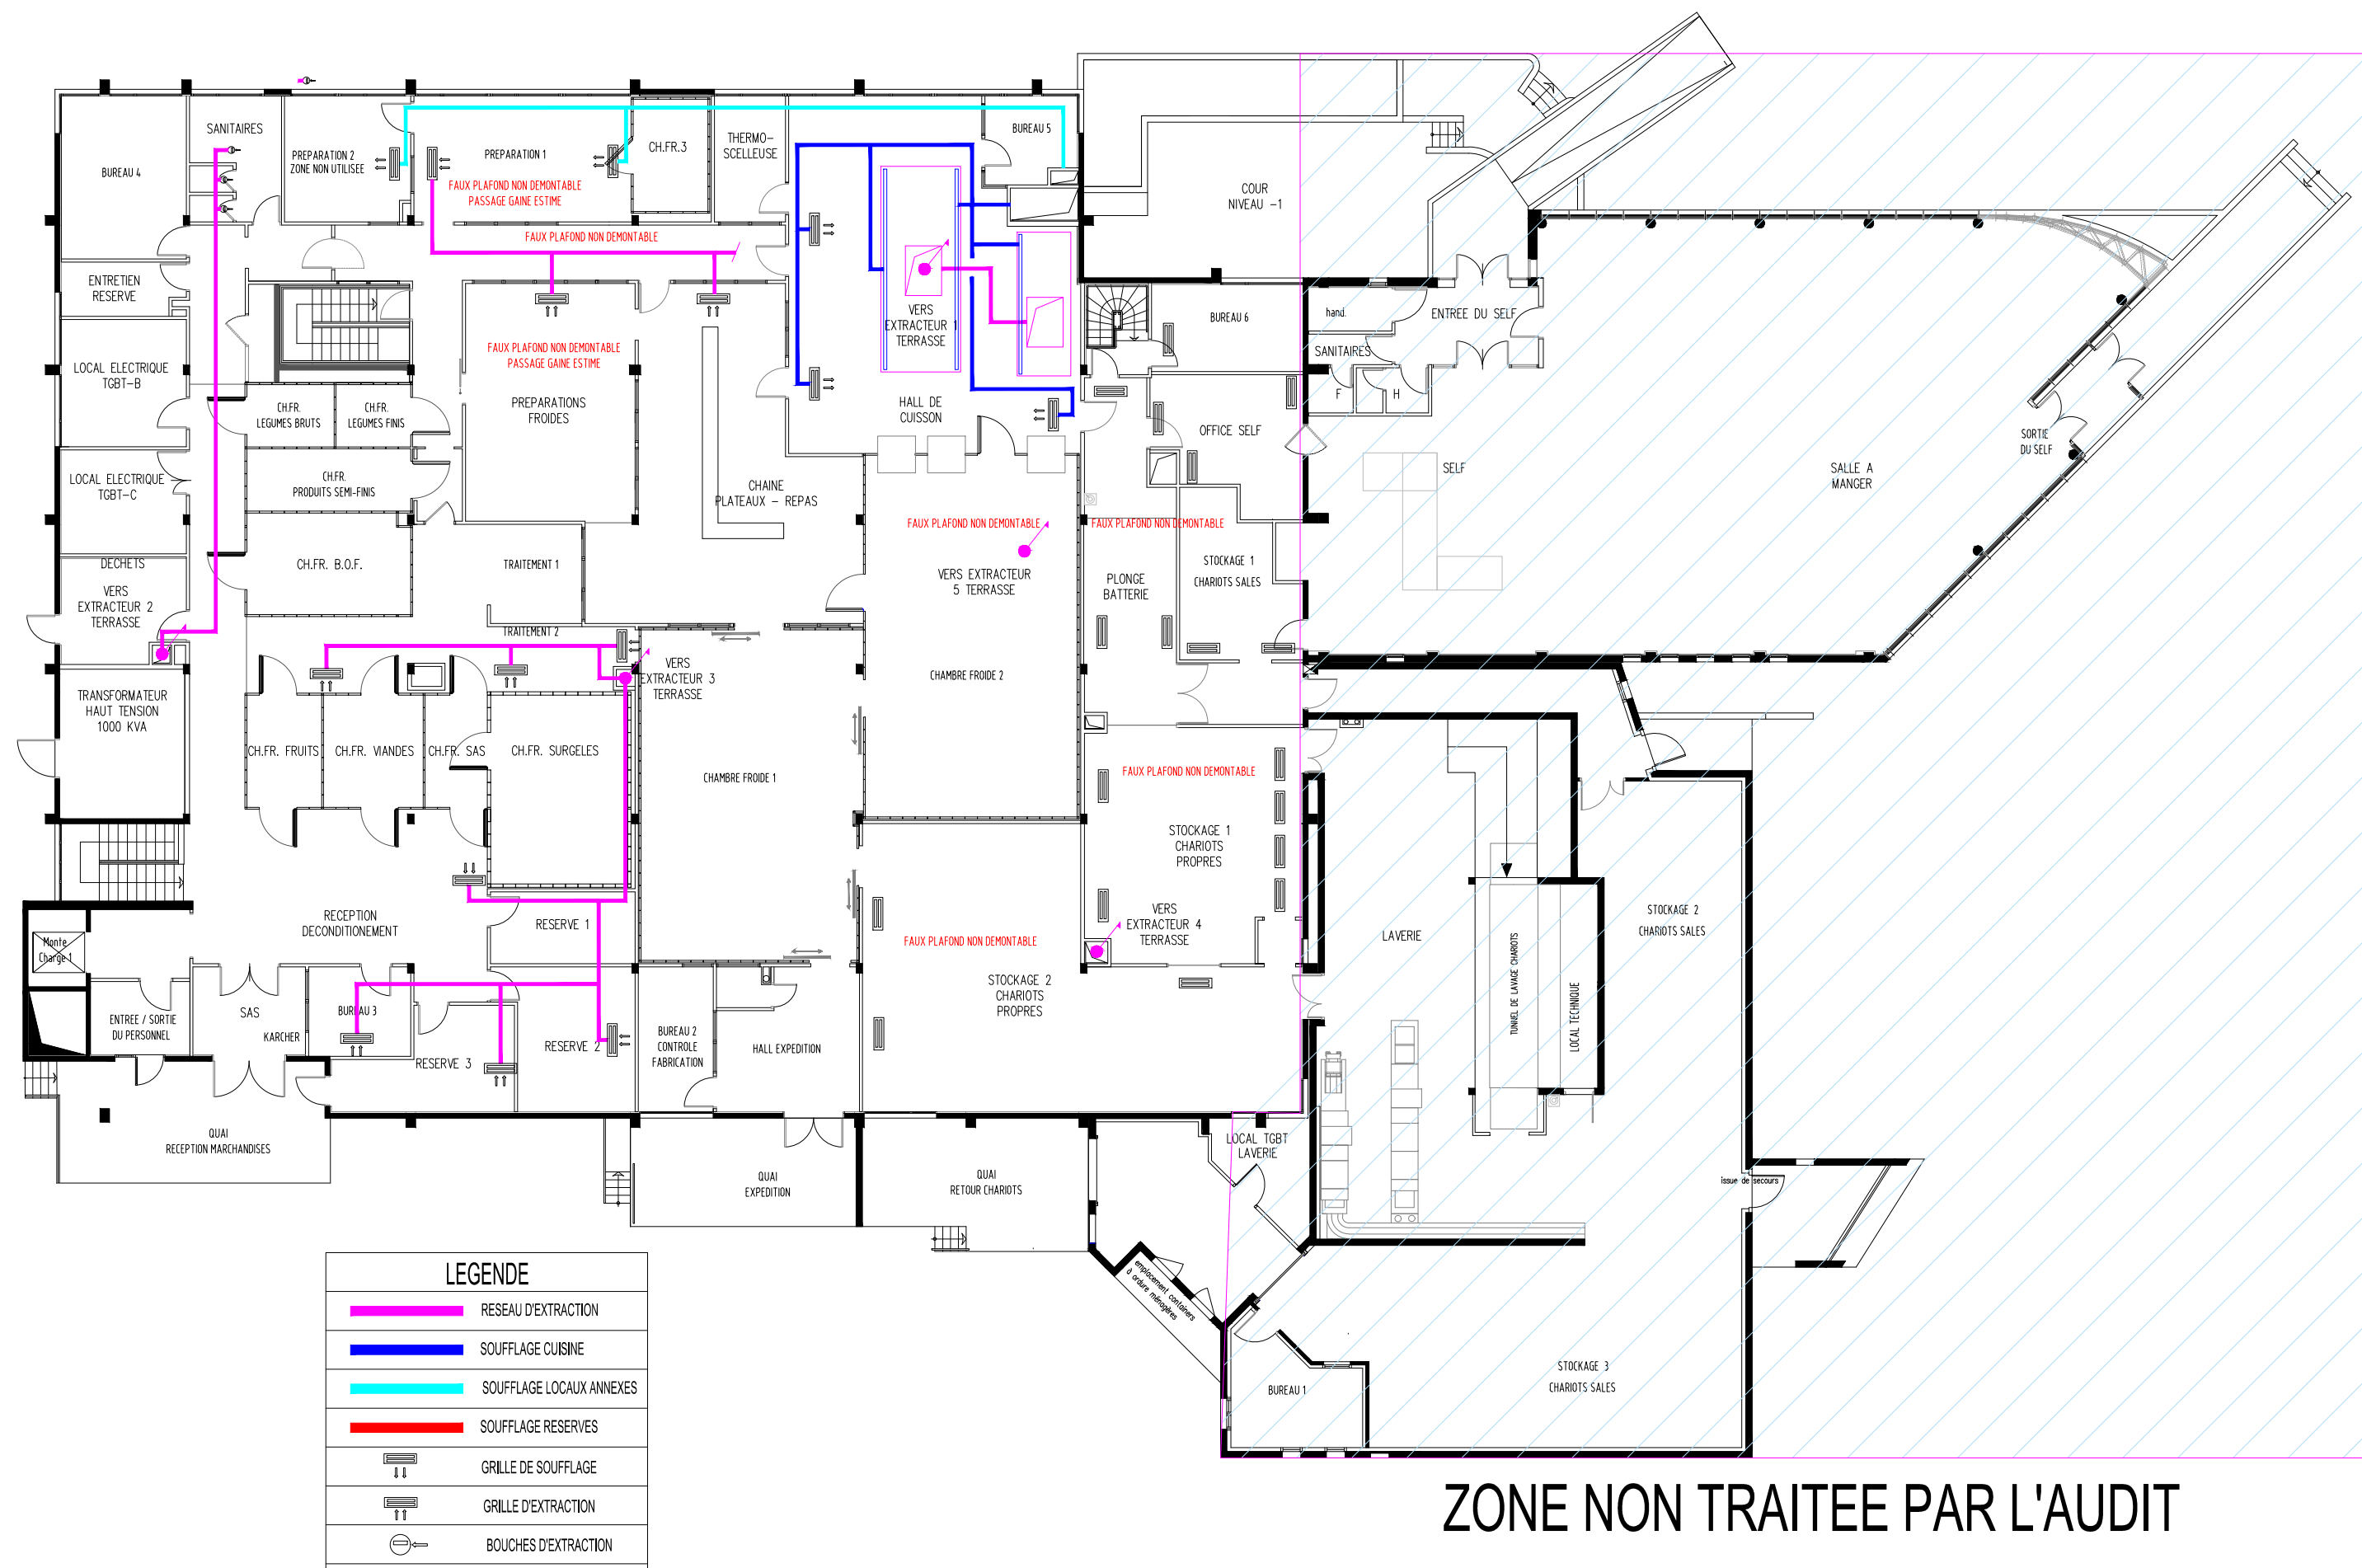 SANITAIRES
BUREAU 4
PREPARATION 2
ZONE NON UTILISEE
PREPARATION 1
FAUX PLAFOND NON DEMONTABLE
PASSAGE GAINE ESTIME
CH.FR.3
THERMO-
SCELLEUSE
BUREAU 5
COUR
NIVEAU -1
FAUX PLAFOND NON DEMONTABLE
ENTRETIEN
RESERVE
VERS
EXTRACTEUR 1
TERRASSE
BUREAU 6
hand.
ENTREE DU SELF
SANITAIRES
F
H
FAUX PLAFOND NON DEMONTABLE
PASSAGE GAINE ESTIME
LOCAL ELECTRIQUE
TGBT-B
CH.FR.
LEGUMES BRUTS
CH.FR.
LEGUMES FINIS
PREPARATIONS
FROIDES
HALL DE
CUISSON
OFFICE SELF
SORTIE
DU SELF
LOCAL ELECTRIQUE
TGBT-C
CH.FR.
PRODUITS SEMI-FINIS
CHAINE
PLATEAUX - REPAS
SELF
SALLE A
MANGER
FAUX PLAFOND NON DEMONTABLE
FAUX PLAFOND NON DEMONTABLE
DECHETS
VERS
EXTRACTEUR 2
TERRASSE
CH.FR. B.O.F.
TRAITEMENT 1
VERS EXTRACTEUR
5 TERRASSE
PLONGE
BATTERIE
STOCKAGE 1
CHARIOTS SALES
TRAITEMENT 2
VERS
EXTRACTEUR 3
TERRASSE
CHAMBRE FROIDE 2
TRANSFORMATEUR
HAUT TENSION
1000 KVA
CH.FR. FRUITS
CH.FR. VIANDES
CH.FR. SAS
CH.FR. SURGELES
CHAMBRE FROIDE 1
FAUX PLAFOND NON DEMONTABLE
STOCKAGE 1
CHARIOTS
PROPRES
RECEPTION
DECONDITIONEMENT
RESERVE 1
FAUX PLAFOND NON DEMONTABLE
VERS
EXTRACTEUR 4
TERRASSE
LAVERIE
STOCKAGE 2
CHARIOTS SALES
TUNNEL DE LAVAGE CHARIOTS
LOCAL TECHNIQUE
Monte
Charge 1
STOCKAGE 2
CHARIOTS
PROPRES
ENTREE / SORTIE
DU PERSONNEL
SAS
KARCHER
BUREAU 3
RESERVE 3
RESERVE 2
BUREAU 2
CONTROLE
FABRICATION
HALL EXPEDITION
QUAI
RECEPTION MARCHANDISES
QUAI
EXPEDITION
QUAI
RETOUR CHARIOTS
LOCAL TGBT
LAVERIE
issue de secours
emplacement containers
à ordure ménagères
STOCKAGE 3
CHARIOTS SALES
BUREAU 1
LEGENDE
RESEAU D'EXTRACTION
SOUFFLAGE CUISINE
SOUFFLAGE LOCAUX ANNEXES
SOUFFLAGE RESERVES
GRILLE DE SOUFFLAGE
GRILLE D'EXTRACTION
BOUCHES D'EXTRACTION
ZONE NON TRAITEE PAR L'AUDIT